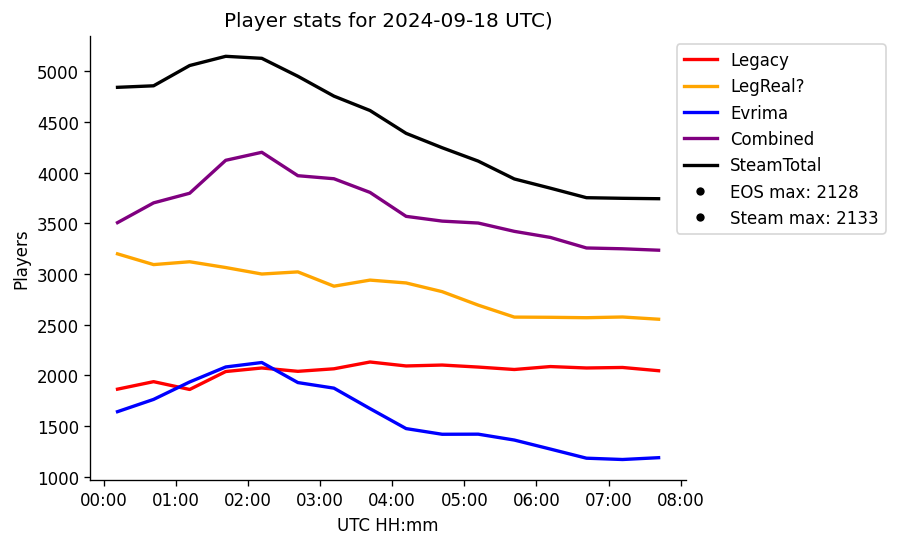 Player stats for 2024-09-18 UTC)
Players
5000
4500
4000
3500
3000
2500
2000
1500
1000
00:00 01:00 02:00 03:00 04:00 05:00 06:00 07:00 08:00
UTC HH:mm
Legacy
LegReal?
Evrima
Combined
SteamTotal
EOS max: 2128
Steam max: 2133